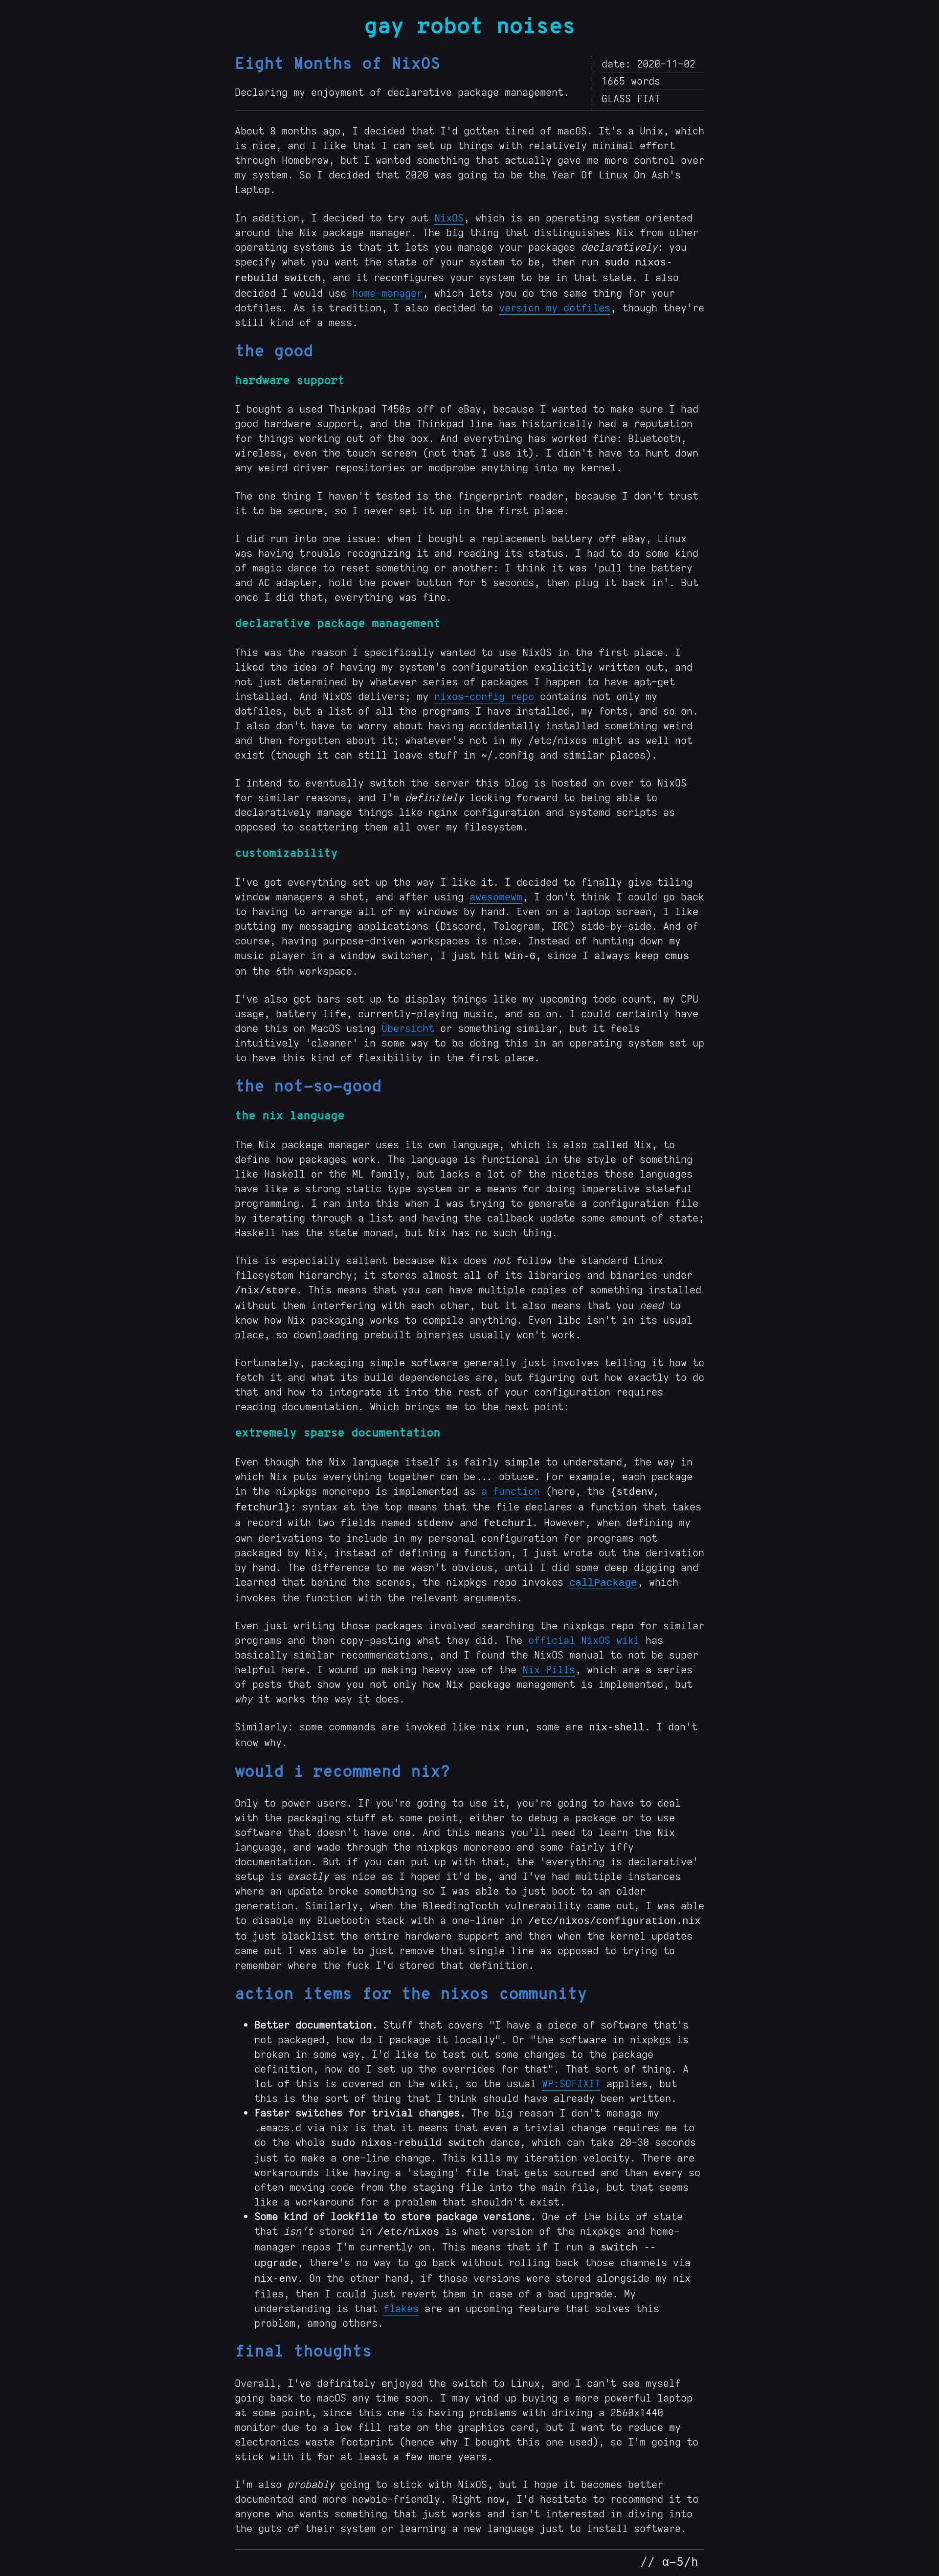 gay robot noises
Eight Months of NixOS
Declaring my enjoyment of declarative package management.
date: 2020-11-02
1665 words
GLASS FIAT
About 8 months ago, I decided that I'd gotten tired of macOS. It's a Unix, which
is nice, and I like that I can set up things with relatively minimal effort
through Homebrew, but I wanted something that actually gave me more control over
my system. So I decided that 2020 was going to be the Year Of Linux On Ash's
Laptop.
In addition, I decided to try out NixOS, which is an operating system oriented
around the Nix package manager. The big thing that distinguishes Nix from other
operating systems is that it lets you manage your packages declaratively: you
specify what you want the state of your system to be, then run sudo nixos-
rebuild switch, and it reconfigures your system to be in that state. I also
decided I would use home-manager, which lets you do the same thing for your
dotfiles. As is tradition, I also decided to version my dotfiles, though they're
still kind of a mess.
the good
hardware support
I bought a used Thinkpad T450s off of eBay, because I wanted to make sure I had
good hardware support, and the Thinkpad line has historically had a reputation
for things working out of the box. And everything has worked fine: Bluetooth,
wireless, even the touch screen (not that I use it). I didn't have to hunt down
any weird driver repositories or modprobe anything into my kernel.
The one thing I haven't tested is the fingerprint reader, because I don't trust
it to be secure, so I never set it up in the first place.
I did run into one issue: when I bought a replacement battery off eBay, Linux
was having trouble recognizing it and reading its status. I had to do some kind
of magic dance to reset something or another: I think it was 'pull the battery
and AC adapter, hold the power button for 5 seconds, then plug it back in'. But
once I did that, everything was fine.
declarative package management
This was the reason I specifically wanted to use NixOS in the first place. I
liked the idea of having my system's configuration explicitly written out, and
not just determined by whatever series of packages I happen to have apt-get
installed. And NixOS delivers; my nixos-config repo contains not only my
dotfiles, but a list of all the programs I have installed, my fonts, and so on.
I also don't have to worry about having accidentally installed something weird
and then forgotten about it; whatever's not in my /etc/nixos might as well not
exist (though it can still leave stuff in ~/.config and similar places).
I intend to eventually switch the server this blog is hosted on over to NixOS
for similar reasons, and I'm definitely looking forward to being able to
declaratively manage things like nginx configuration and systemd scripts as
opposed to scattering them all over my filesystem.
customizability
I've got everything set up the way I like it. I decided to finally give tiling
window managers a shot, and after using awesomewm, I don't think I could go back
to having to arrange all of my windows by hand. Even on a laptop screen, I like
putting my messaging applications (Discord, Telegram, IRC) side-by-side. And of
course, having purpose-driven workspaces is nice. Instead of hunting down my
music player in a window switcher, I just hit Win-6, since I always keep cmus
on the 6th workspace.
I've also got bars set up to display things like my upcoming todo count, my CPU
usage, battery life, currently-playing music, and so on. I could certainly have
done this on MacOS using Übersicht or something similar, but it feels
intuitively 'cleaner' in some way to be doing this in an operating system set up
to have this kind of flexibility in the first place.
the not-so-good
the nix language
The Nix package manager uses its own language, which is also called Nix, to
define how packages work. The language is functional in the style of something
like Haskell or the ML family, but lacks a lot of the niceties those languages
have like a strong static type system or a means for doing imperative stateful
programming. I ran into this when I was trying to generate a configuration file
by iterating through a list and having the callback update some amount of state;
Haskell has the state monad, but Nix has no such thing.
This is especially salient because Nix does not follow the standard Linux
filesystem hierarchy; it stores almost all of its libraries and binaries under
/nix/store. This means that you can have multiple copies of something installed
without them interfering with each other, but it also means that you need to
know how Nix packaging works to compile anything. Even libc isn't in its usual
place, so downloading prebuilt binaries usually won't work.
Fortunately, packaging simple software generally just involves telling it how to
fetch it and what its build dependencies are, but figuring out how exactly to do
that and how to integrate it into the rest of your configuration requires
reading documentation. Which brings me to the next point:
extremely sparse documentation
Even though the Nix language itself is fairly simple to understand, the way in
which Nix puts everything together can be... obtuse. For example, each package
in the nixpkgs monorepo is implemented as a function (here, the {stdenv,
fetchurl}: syntax at the top means that the file declares a function that takes
a record with two fields named stdenv and fetchurl. However, when defining my
own derivations to include in my personal configuration for programs not
packaged by Nix, instead of defining a function, I just wrote out the derivation
by hand. The difference to me wasn't obvious, until I did some deep digging and
learned that behind the scenes, the nixpkgs repo invokes callPackage, which
invokes the function with the relevant arguments.
Even just writing those packages involved searching the nixpkgs repo for similar
programs and then copy-pasting what they did. The official NixOS wiki has
basically similar recommendations, and I found the NixOS manual to not be super
helpful here. I wound up making heavy use of the Nix Pills, which are a series
of posts that show you not only how Nix package management is implemented, but
why it works the way it does.
Similarly: some commands are invoked like nix run, some are nix-shell. I don't
know why.
would i recommend nix?
Only to power users. If you're going to use it, you're going to have to deal
with the packaging stuff at some point, either to debug a package or to use
software that doesn't have one. And this means you'll need to learn the Nix
language, and wade through the nixpkgs monorepo and some fairly iffy
documentation. But if you can put up with that, the 'everything is declarative'
setup is exactly as nice as I hoped it'd be, and I've had multiple instances
where an update broke something so I was able to just boot to an older
generation. Similarly, when the BleedingTooth vulnerability came out, I was able
to disable my Bluetooth stack with a one-liner in /etc/nixos/configuration.nix
to just blacklist the entire hardware support and then when the kernel updates
came out I was able to just remove that single line as opposed to trying to
remember where the fuck I'd stored that definition.
action items for the nixos community
• Better documentation. Stuff that covers "I have a piece of software that's
not packaged, how do I package it locally". Or "the software in nixpkgs is
broken in some way, I'd like to test out some changes to the package
definition, how do I set up the overrides for that". That sort of thing. A
lot of this is covered on the wiki, so the usual WP:SOFIXIT applies, but
this is the sort of thing that I think should have already been written.
• Faster switches for trivial changes. The big reason I don't manage my
.emacs.d via nix is that it means that even a trivial change requires me to
do the whole sudo nixos-rebuild switch dance, which can take 20-30 seconds
just to make a one-line change. This kills my iteration velocity. There are
workarounds like having a 'staging' file that gets sourced and then every so
often moving code from the staging file into the main file, but that seems
like a workaround for a problem that shouldn't exist.
• Some kind of lockfile to store package versions. One of the bits of state
that isn't stored in /etc/nixos is what version of the nixpkgs and home-
manager repos I'm currently on. This means that if I run a switch --
upgrade, there's no way to go back without rolling back those channels via
nix-env. On the other hand, if those versions were stored alongside my nix
files, then I could just revert them in case of a bad upgrade. My
understanding is that flakes are an upcoming feature that solves this
problem, among others.
final thoughts
Overall, I've definitely enjoyed the switch to Linux, and I can't see myself
going back to macOS any time soon. I may wind up buying a more powerful laptop
at some point, since this one is having problems with driving a 2560x1440
monitor due to a low fill rate on the graphics card, but I want to reduce my
electronics waste footprint (hence why I bought this one used), so I'm going to
stick with it for at least a few more years.
I'm also probably going to stick with NixOS, but I hope it becomes better
documented and more newbie-friendly. Right now, I'd hesitate to recommend it to
anyone who wants something that just works and isn't interested in diving into
the guts of their system or learning a new language just to install software.
// α-5/h